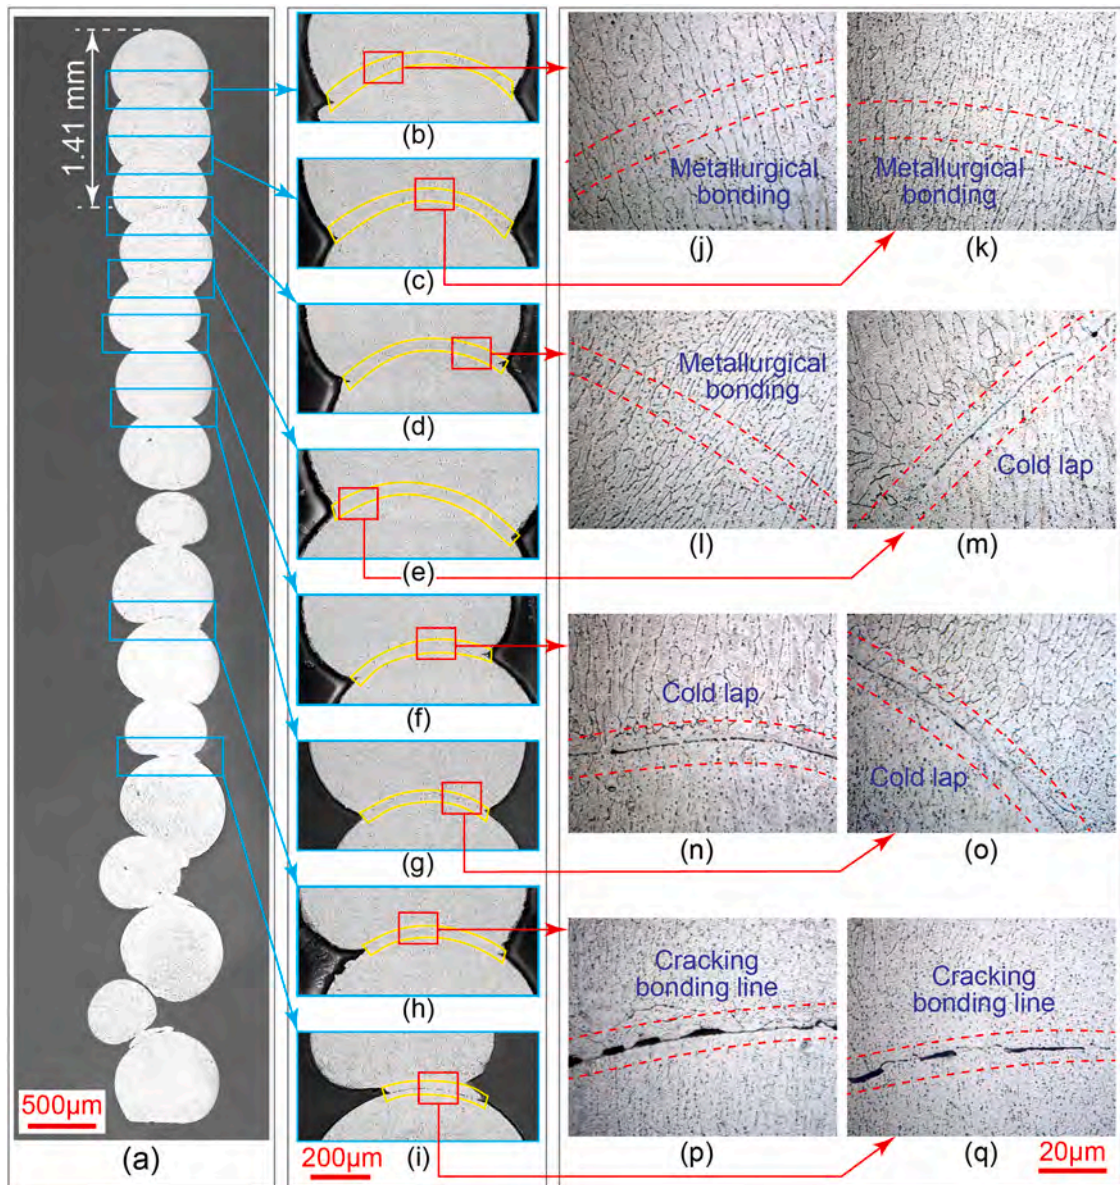 1.41 mm
500μm
(a)
(b)
(c)
(d)
(e)
(f)
(g)
(h)
(i)
200μm
Metallurgical
bonding
(j)
Metallurgical
bonding
(k)
Metallurgical
bonding
(l)
Cold lap
(m)
Cold lap
(n)
Cold lap
(o)
Cracking
bonding line
(p)
Cracking
bonding line
(q)
20μm